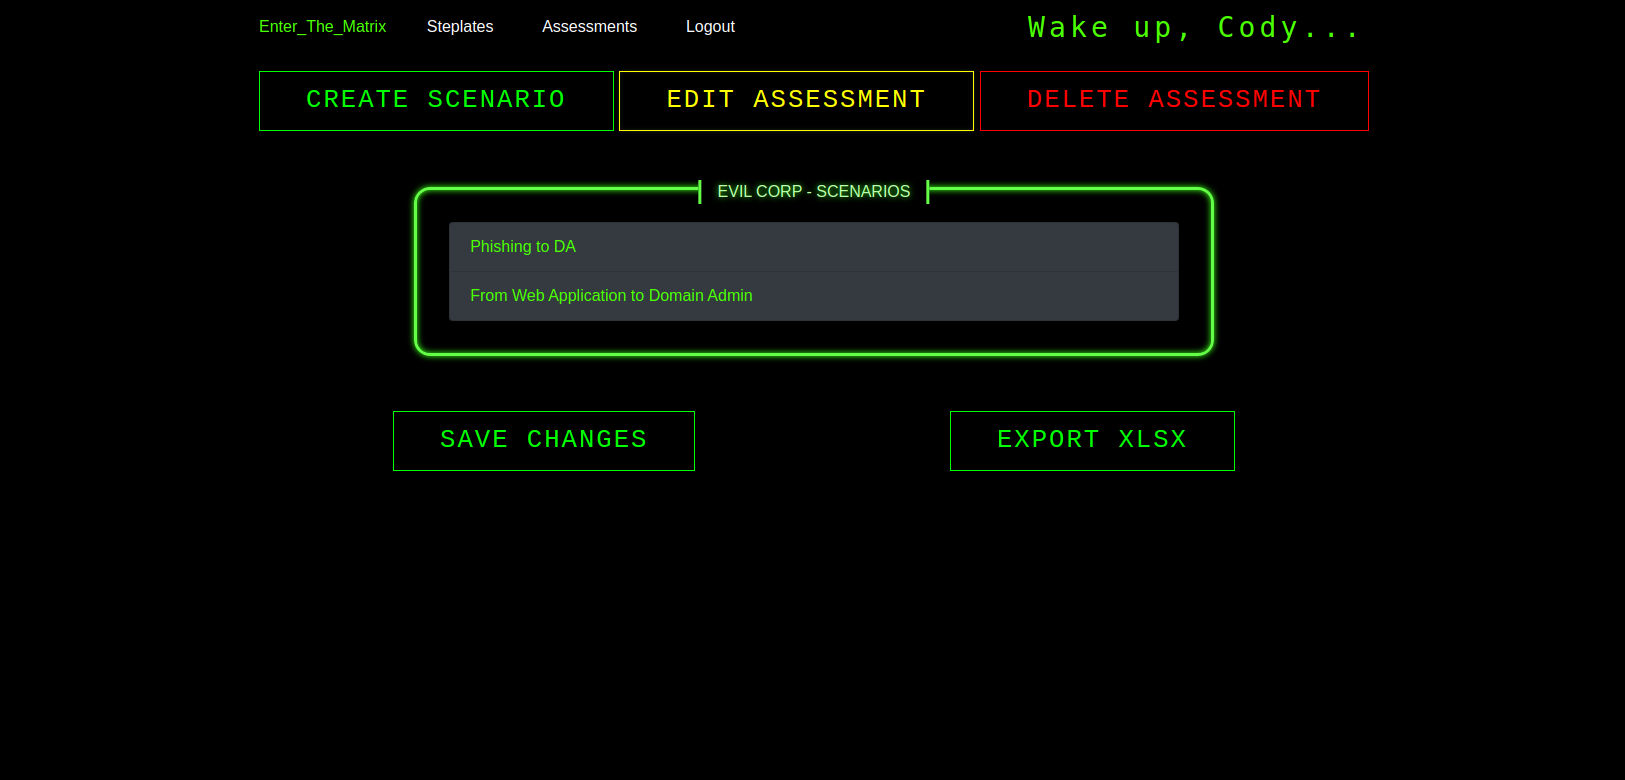 Enter_The_Matrix Steplates Assessments Logout Wake up, Cody...
CREATE SCENARIO EDIT ASSESSMENT DELETE ASSESSMENT
EVIL CORP - SCENARIOS
Phishing to DA
From Web Application to Domain Admin
SAVE CHANGES EXPORT XLSX